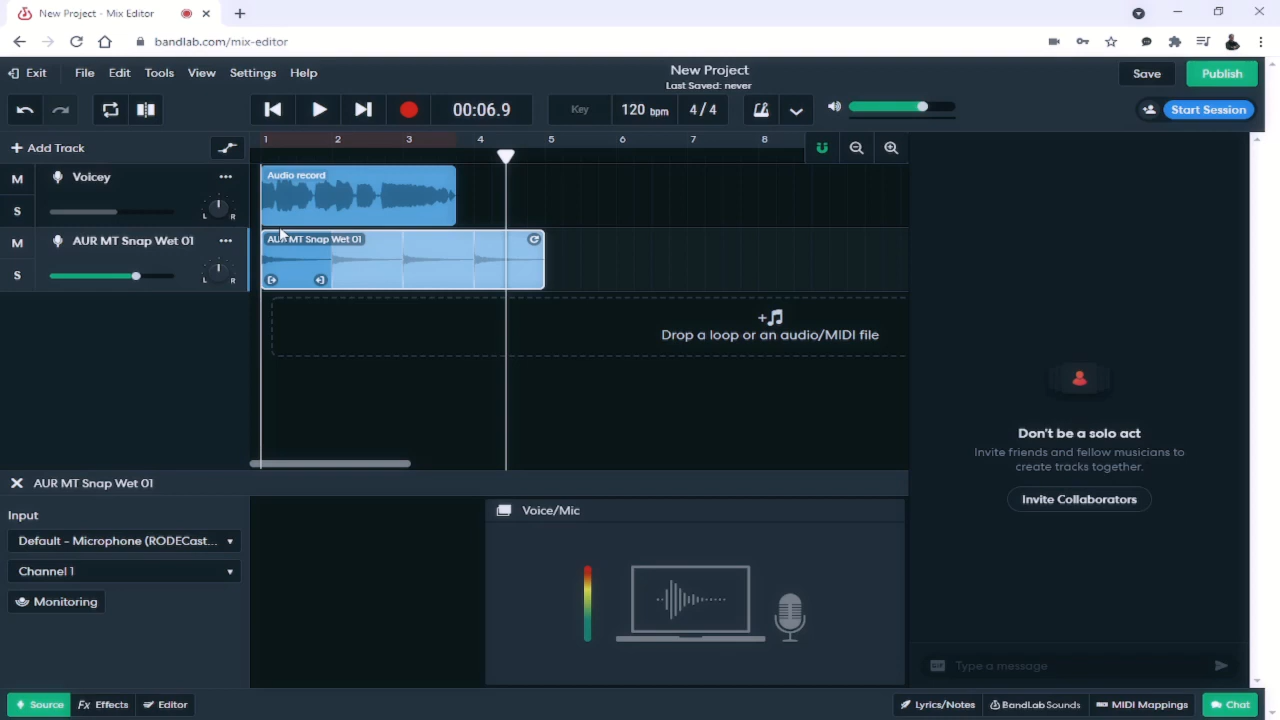 New Project - Mix Editor
bandlab.com/mix-editor
Exit File Edit Tools View Settings Help
New Project
Last Saved: never
Save Publish
00:06.9 Key 120 bpm 4 / 4
Start Session
+ Add Track
1 2 3 4 5 6 7 8
M Voicey
S L R
Audio record
M AUR MT Snap Wet 01
S L R
AUR MT Snap Wet 01
Drop a loop or an audio/MIDI file
Don't be a solo act
Invite friends and fellow musicians to
create tracks together.
Invite Collaborators
AUR MT Snap Wet 01
Input
Default - Microphone (RODECast...
Channel 1
Monitoring
Voice/Mic
GIF Type a message
Source Fx Effects Editor
Lyrics/Notes BandLab Sounds MIDI Mappings Chat